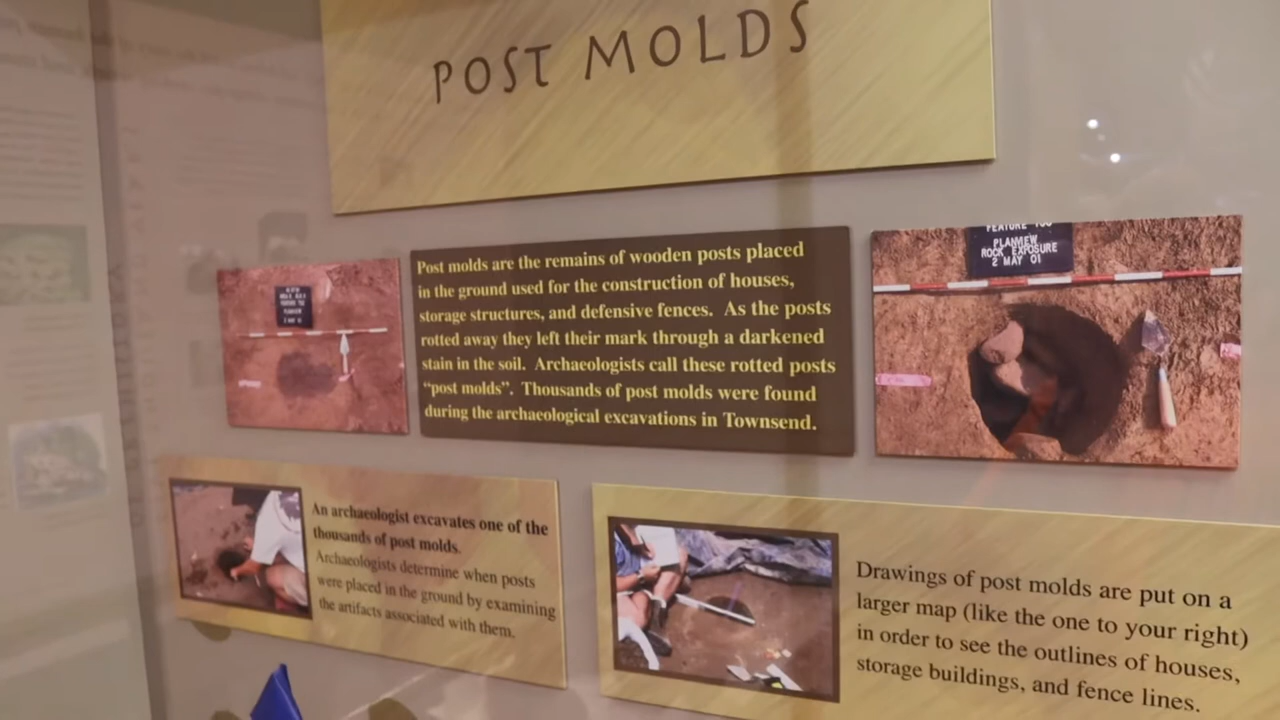 POST MOLDS
Post molds are the remains of wooden posts placed
in the ground used for the construction of houses,
storage structures, and defensive fences. As the posts
rotted away they left their mark through a darkened
stain in the soil. Archaeologists call these rotted posts
“post molds”. Thousands of post molds were found
during the archaeological excavations in Townsend.
PLANVIEW
ROCK EXPOSURE
2 MAY 01
An archaeologist excavates one of the
thousands of post molds.
Archaeologists determine when posts
were placed in the ground by examining
the artifacts associated with them.
Drawings of post molds are put on a
larger map (like the one to your right)
in order to see the outlines of houses,
storage buildings, and fence lines.